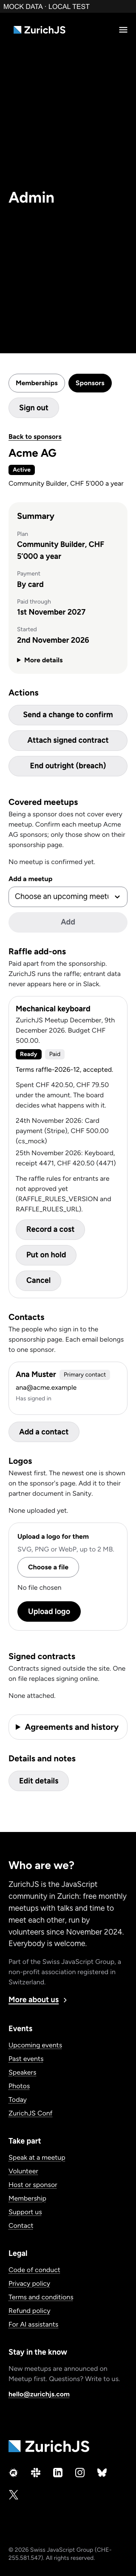 MOCK DATA · LOCAL TEST
ZurichJS
Admin
Memberships
Sponsors
Sign out
Back to sponsors
Acme AG
Active
Community Builder, CHF 5’000 a year
Summary
Plan
Community Builder, CHF
5’000 a year
Payment
By card
Paid through
1st November 2027
Started
2nd November 2026
More details
Actions
Send a change to confirm
Attach signed contract
End outright (breach)
Covered meetups
Being a sponsor does not cover every
meetup. Confirm each meetup Acme
AG sponsors; only those show on their
sponsorship page.
No meetup is confirmed yet.
Add a meetup
Choose an upcoming meetu
Add
Raffle add-ons
Paid apart from the sponsorship.
ZurichJS runs the raffle; entrant data
never appears here or in Slack.
Mechanical keyboard
ZurichJS Meetup December, 9th
December 2026. Budget CHF
500.00.
Ready
Paid
Terms raffle-2026-12, accepted.
Spent CHF 420.50, CHF 79.50
under the amount. The board
decides what happens with it.
24th November 2026: Card
payment (Stripe), CHF 500.00
(cs_mock)
25th November 2026: Keyboard,
receipt 4471, CHF 420.50 (4471)
The raffle rules for entrants are
not approved yet
(RAFFLE_RULES_VERSION and
RAFFLE_RULES_URL).
Record a cost
Put on hold
Cancel
Contacts
The people who sign in to the
sponsorship page. Each email belongs
to one sponsor.
Ana Muster
Primary contact
ana@acme.example
Has signed in
Add a contact
Logos
Newest first. The newest one is shown
on the sponsor's page. Add it to their
partner document in Sanity.
None uploaded yet.
Upload a logo for them
SVG, PNG or WebP, up to 2 MB.
Choose a file
No file chosen
Upload logo
Signed contracts
Contracts signed outside the site. One
on file replaces signing online.
None attached.
Agreements and history
Details and notes
Edit details
Who are we?
ZurichJS is the JavaScript
community in Zurich: free monthly
meetups with talks and a time to
meet each other, run by
volunteers since November 2024.
Everybody is welcome.
Part of the Swiss JavaScript Group, a
non-profit association registered in
Switzerland.
More about us
Events
Upcoming events
Past events
Speakers
Photos
Today
ZurichJS Conf
Take part
Speak at a meetup
Volunteer
Host or sponsor
Membership
Support us
Contact
Legal
Code of conduct
Privacy policy
Terms and conditions
Refund policy
For AI assistants
Stay in the know
New meetups are announced on
Meetup first. Questions? Write to us.
hello@zurichjs.com
ZurichJS
© 2026 Swiss JavaScript Group (CHE-
255.581.547). All rights reserved.